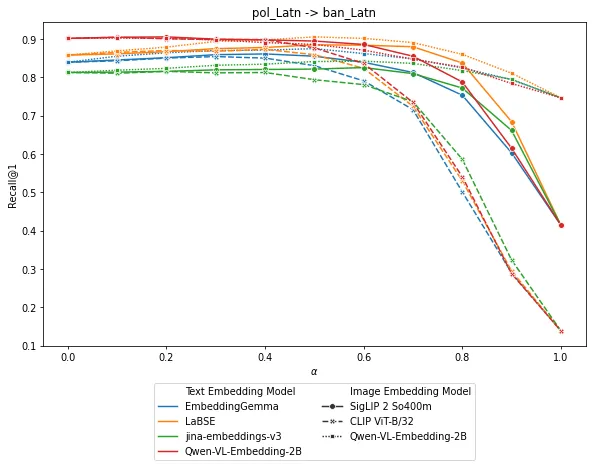 pol_Latn -> ban_Latn
Recall@1
0.9
0.8
0.7
0.6
0.5
0.4
0.3
0.2
0.1
0.0 0.2 0.4 0.6 0.8 1.0
α
Text Embedding Model Image Embedding Model
EmbeddingGemma SigLIP 2 So400m
LaBSE CLIP ViT-B/32
jina-embeddings-v3 Qwen-VL-Embedding-2B
Qwen-VL-Embedding-2B